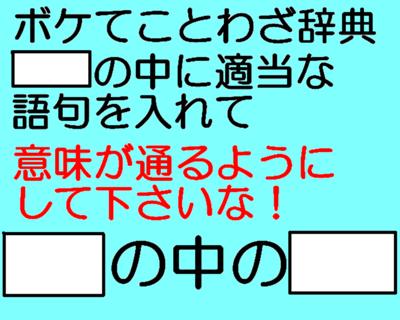 ボケてことわざ辞典
の中に適当な
語句を入れて
意味が通るように
して下さいな！
の中の